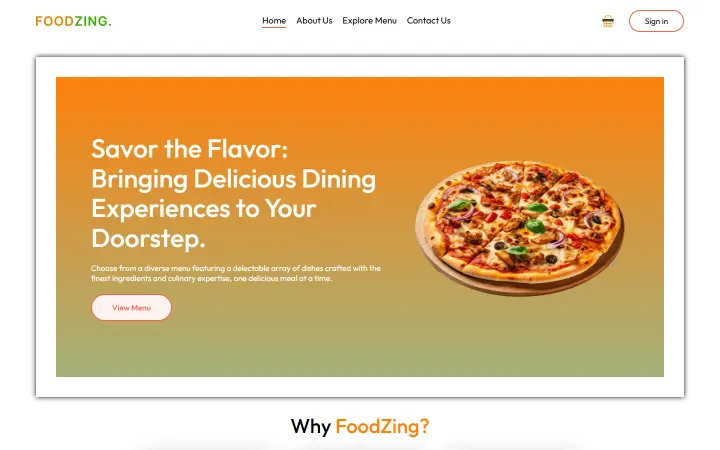 FOODZING.
Home About Us Explore Menu Contact Us
Sign in
Savor the Flavor:
Bringing Delicious Dining
Experiences to Your
Doorstep.
Choose from a diverse menu featuring a delectable array of dishes crafted with the
finest ingredients and culinary expertise, one delicious meal at a time.
View Menu
Why FoodZing?